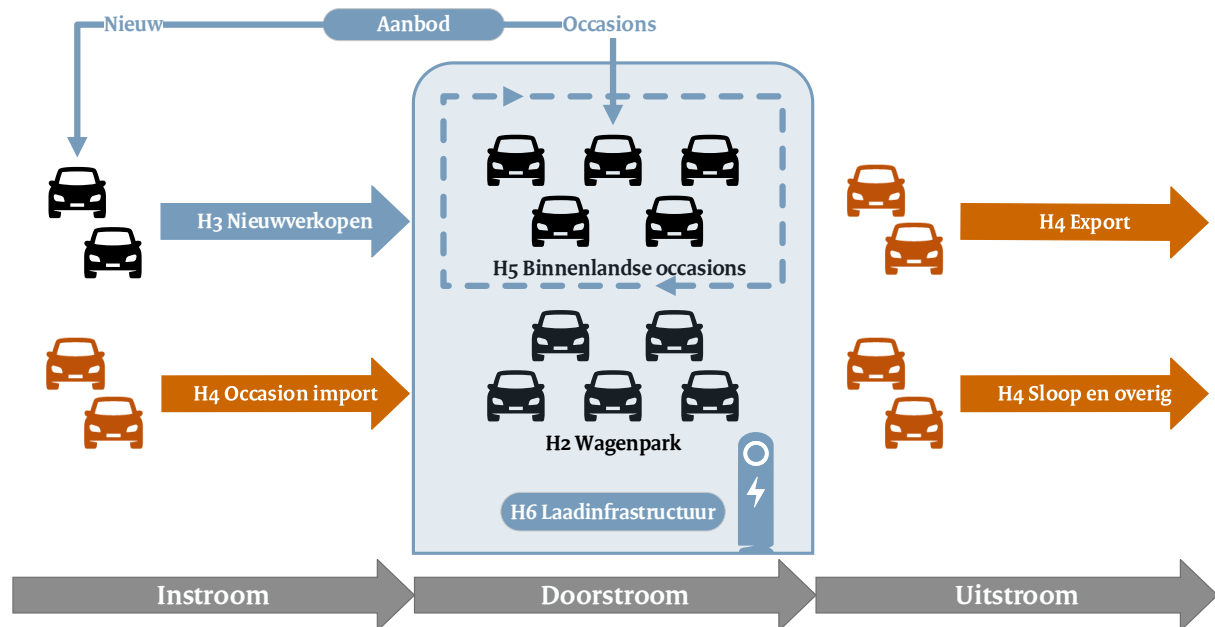 Nieuw
Aanbod
Occasions
H3 Nieuwverkopen
H5 Binnenlandse occasions
H4 Export
H4 Occasion import
H2 Wagenpark
H4 Sloop en overig
H6 Laadinfrastructuur
Instroom
Doorstroom
Uitstroom